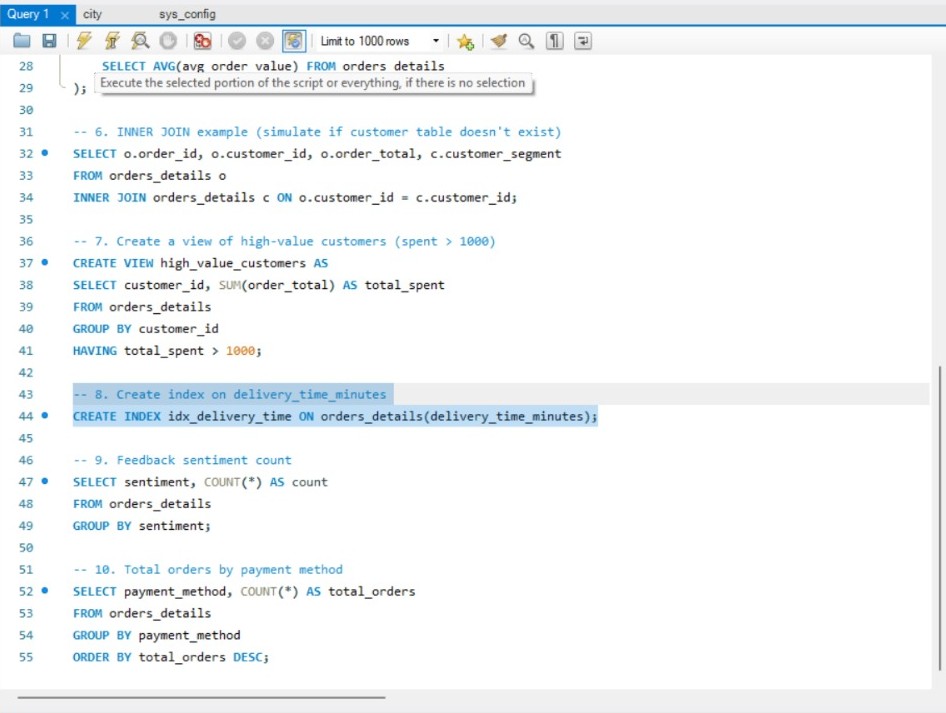 Query 1 city sys_config
Limit to 1000 rows
28 SELECT AVG(avg_order_value) FROM orders_details
29 );
Execute the selected portion of the script or everything, if there is no selection
30
31 -- 6. INNER JOIN example (simulate if customer table doesn't exist)
32 SELECT o.order_id, o.customer_id, o.order_total, c.customer_segment
33 FROM orders_details o
34 INNER JOIN orders_details c ON o.customer_id = c.customer_id;
35
36 -- 7. Create a view of high-value customers (spent > 1000)
37 CREATE VIEW high_value_customers AS
38 SELECT customer_id, SUM(order_total) AS total_spent
39 FROM orders_details
40 GROUP BY customer_id
41 HAVING total_spent > 1000;
42
43 -- 8. Create index on delivery_time_minutes
44 CREATE INDEX idx_delivery_time ON orders_details(delivery_time_minutes);
45
46 -- 9. Feedback sentiment count
47 SELECT sentiment, COUNT(*) AS count
48 FROM orders_details
49 GROUP BY sentiment;
50
51 -- 10. Total orders by payment method
52 SELECT payment_method, COUNT(*) AS total_orders
53 FROM orders_details
54 GROUP BY payment_method
55 ORDER BY total_orders DESC;